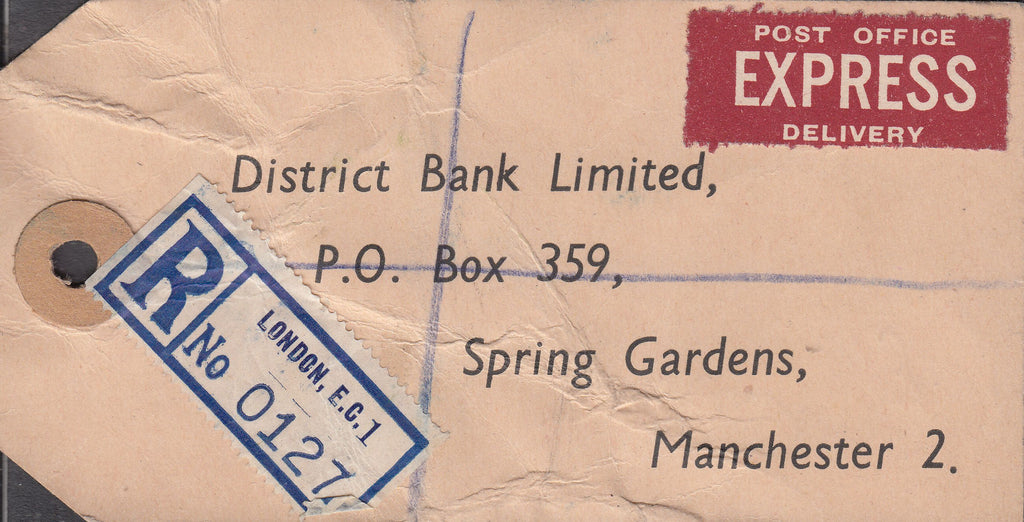 POST OFFICE
EXPRESS
DELIVERY
District Bank Limited,
P.O. Box 359,
Spring Gardens,
Manchester 2.
R
LONDON, E.C.1
No 0127